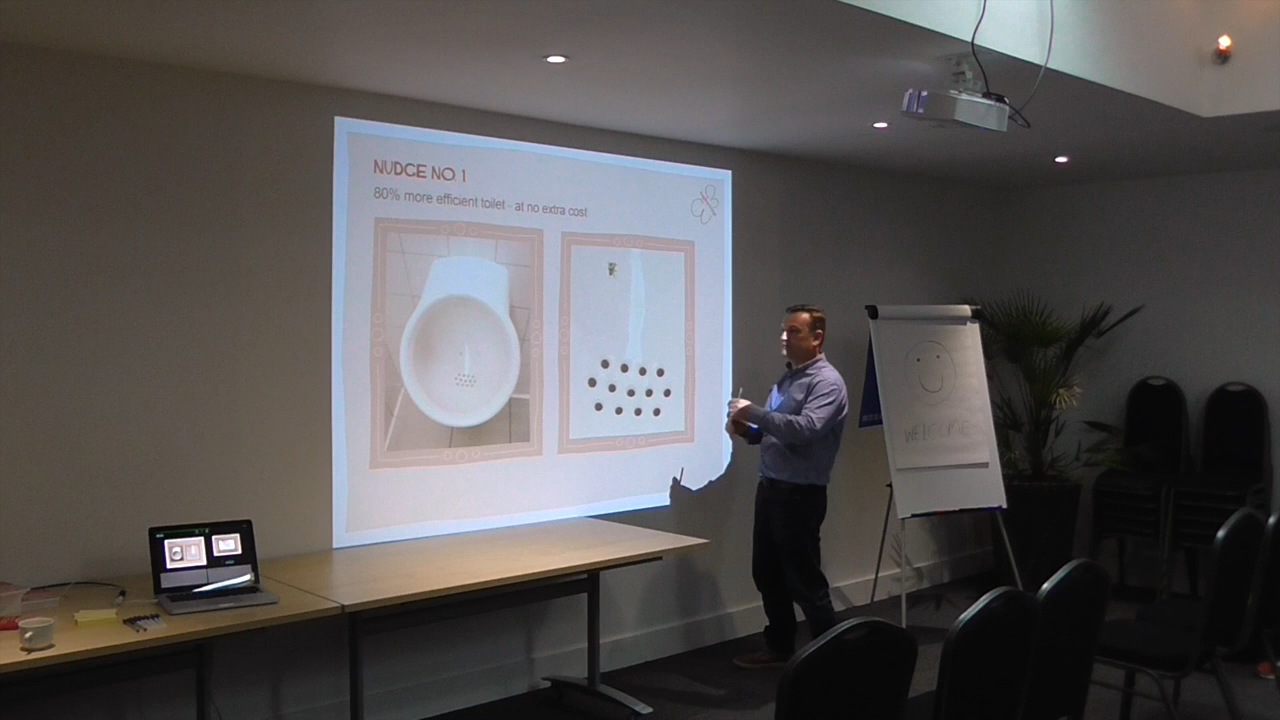 NUDGE NO. 1
80% more efficient toilet - at no extra cost
WELCOME